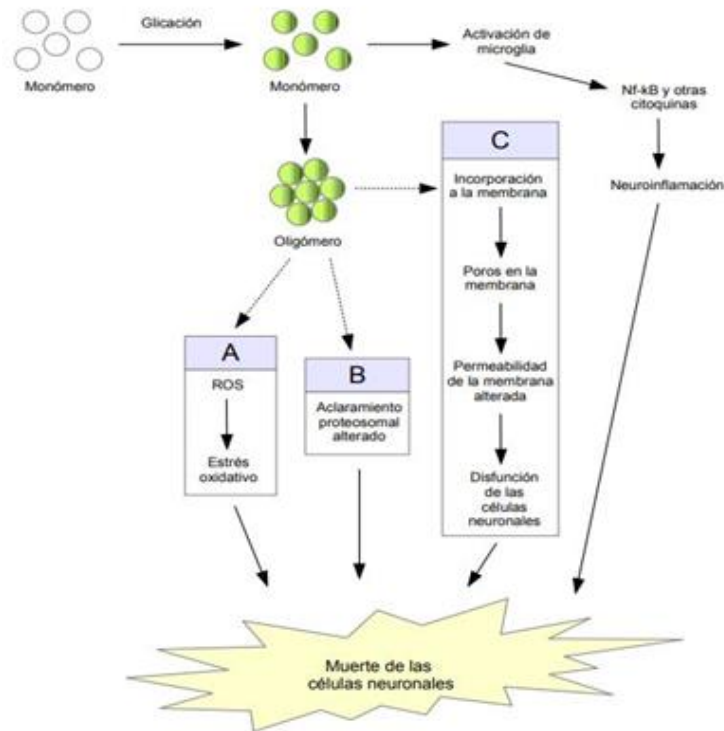 Glicación
Monómero
Monómero
Activación de
microglia
Nf-kB y otras
citoquinas
Neuroinflamación
Oligómero
C
Incorporación
a la membrana
Poros en la
membrana
Permeabilidad
de la membrana
alterada
Disfunción
de las
células
neuronales
A
ROS
Estrés
oxidativo
B
Aclaramiento
proteosomal
alterado
Muerte de las
células neuronales